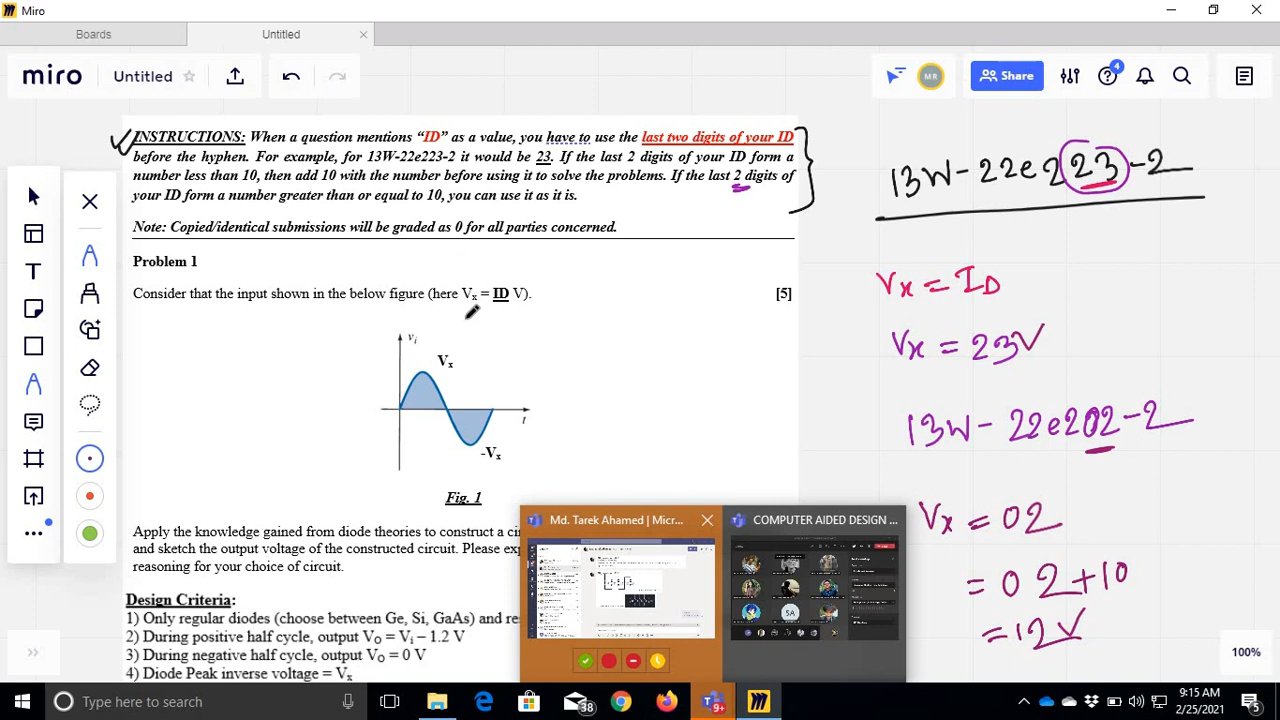 Miro
Boards
Untitled
miro
Untitled
MR
Share
4
INSTRUCTIONS: When a question mentions “ID” as a value, you have to use the last two digits of your ID
before the hyphen. For example, for 13W-22e223-2 it would be 23. If the last 2 digits of your ID form a
number less than 10, then add 10 with the number before using it to solve the problems. If the last 2 digits of
your ID form a number greater than or equal to 10, you can use it as it is.
Note: Copied/identical submissions will be graded as 0 for all parties concerned.
Problem 1
Consider that the input shown in the below figure (here Vx = ID V).
[5]
vi
Vx
t
-Vx
Fig. 1
Apply the knowledge gained from diode theories to construct a
and sketch the output voltage of the constructed circuit. Please
reasoning for your choice of circuit.
Design Criteria:
1) Only regular diodes (choose between Ge, Si, GaAs) and
2) During positive half cycle, output VO = Vi – 1.2 V
3) During negative half cycle, output VO = 0 V
4) Diode Peak inverse voltage = Vx
13W-22e223-2
Vx = ID
Vx = 23V
13W-22e202-2
Vx = 02
= 02+10
= 12V
Md. Tarek Ahamed | Micr...
COMPUTER AIDED DESIGN ...
SA
100%
Type here to search
38
9+
9:15 AM
2/25/2021
5